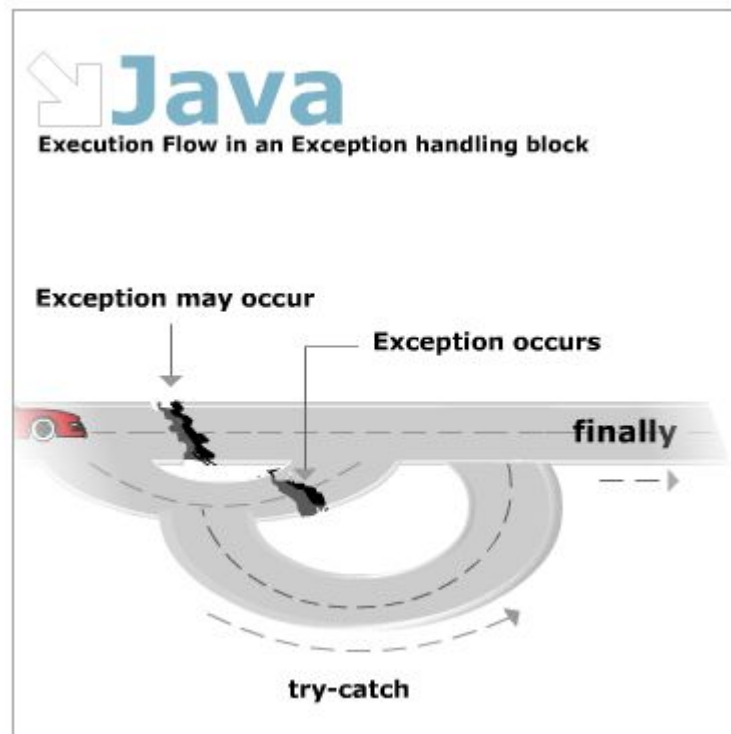 Java
Execution Flow in an Exception handling block
Exception may occur
Exception occurs
finally
try-catch